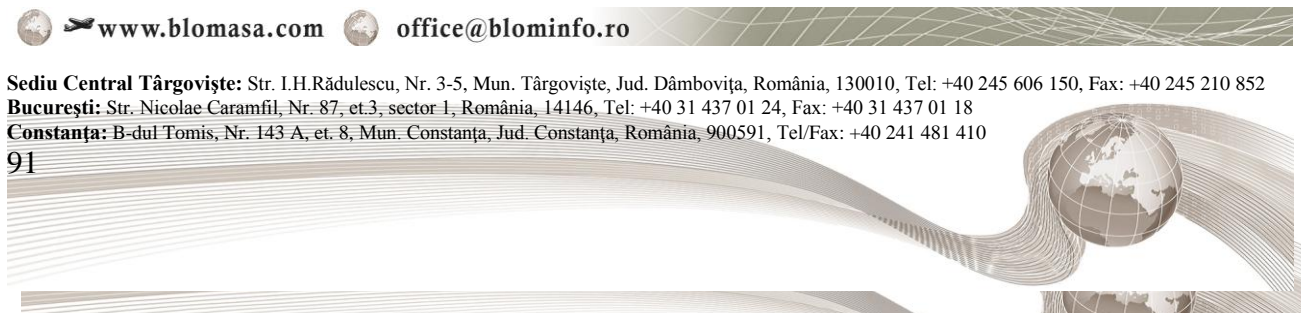 www.blomasa.com office@blominfo.ro
Sediu Central Târgovişte: Str. I.H.Rădulescu, Nr. 3-5, Mun. Târgovişte, Jud. Dâmboviţa, România, 130010, Tel: +40 245 606 150, Fax: +40 245 210 852
Bucureşti: Str. Nicolae Caramfil, Nr. 87, et.3, sector 1, România, 14146, Tel: +40 31 437 01 24, Fax: +40 31 437 01 18
Constanţa: B-dul Tomis, Nr. 143 A, et. 8, Mun. Constanţa, Jud. Constanţa, România, 900591, Tel/Fax: +40 241 481 410
91